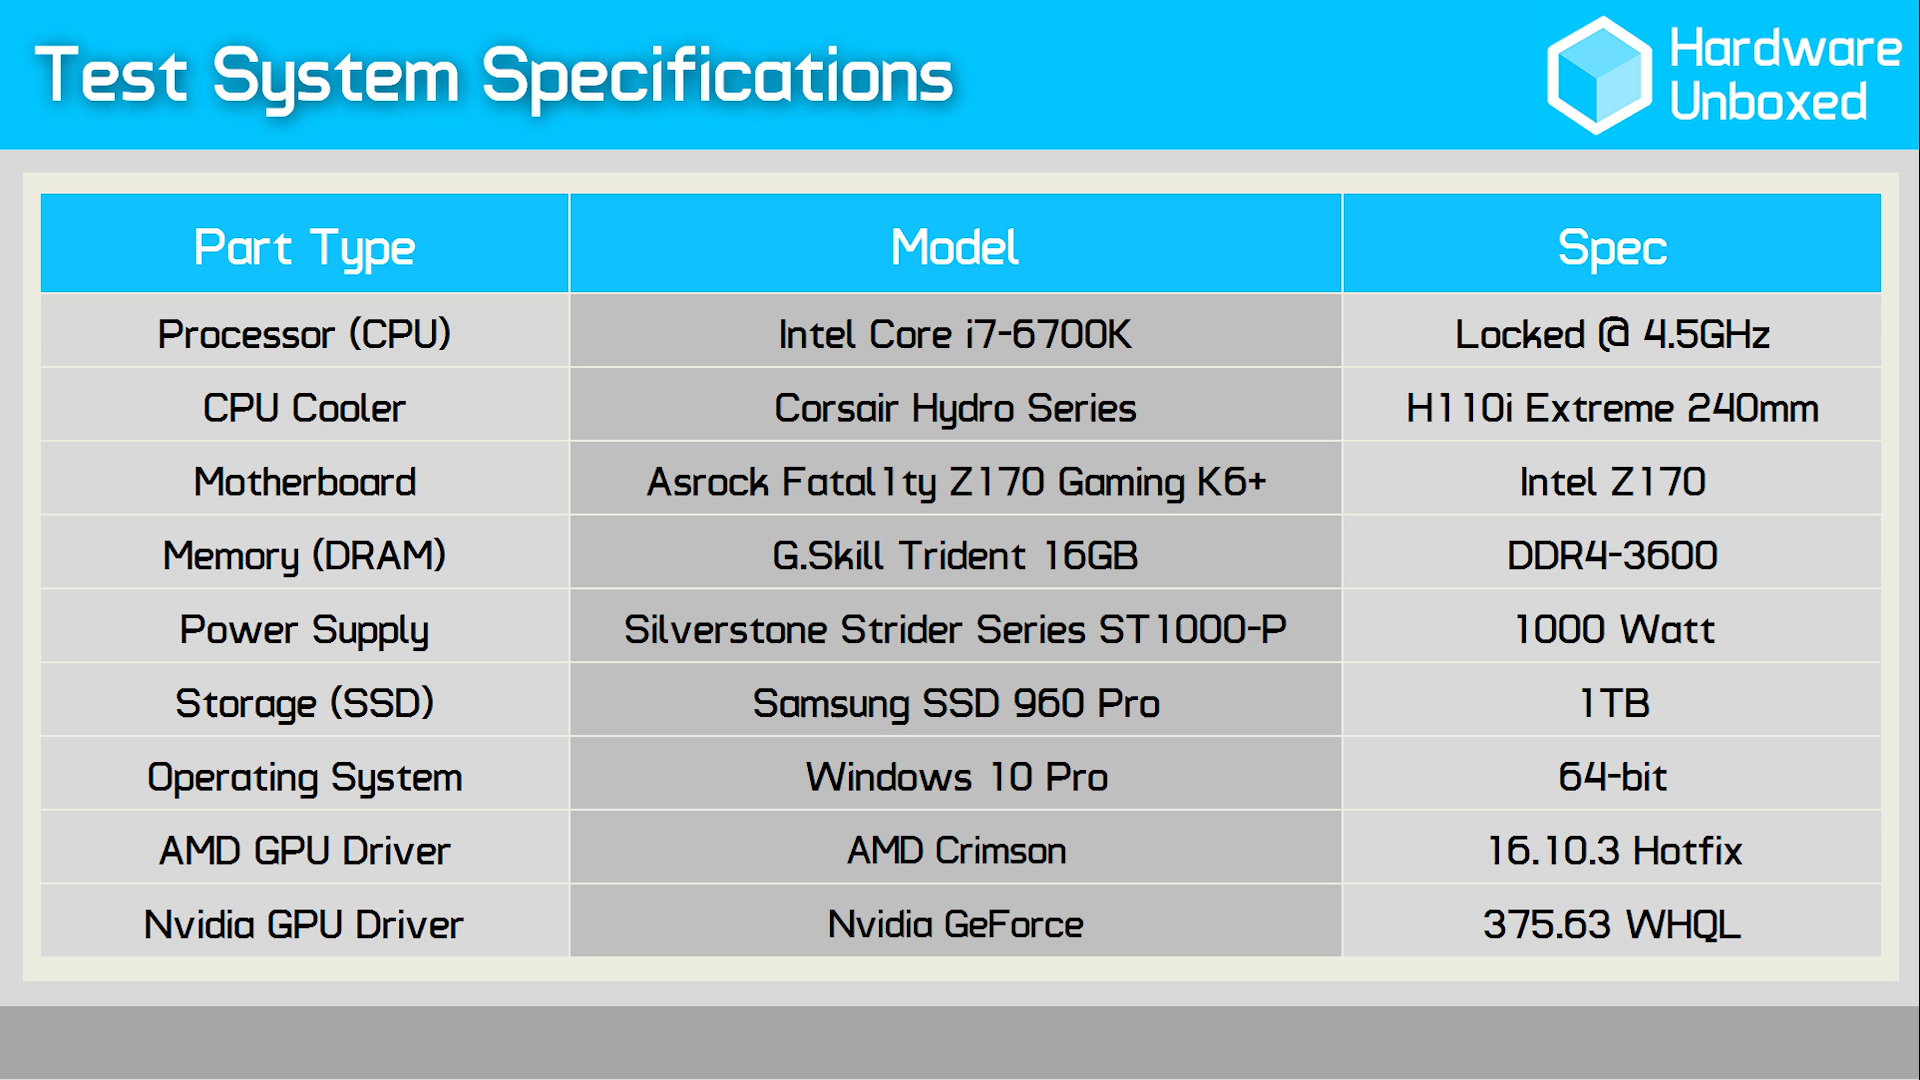 Test System Specifications
Hardware
Unboxed
Part Type Model Spec
Processor (CPU) Intel Core i7-6700K Locked @ 4.5GHz
CPU Cooler Corsair Hydro Series H110i Extreme 240mm
Motherboard Asrock Fatal1ty Z170 Gaming K6+ Intel Z170
Memory (DRAM) G.Skill Trident 16GB DDR4-3600
Power Supply Silverstone Strider Series ST1000-P 1000 Watt
Storage (SSD) Samsung SSD 960 Pro 1TB
Operating System Windows 10 Pro 64-bit
AMD GPU Driver AMD Crimson 16.10.3 Hotfix
Nvidia GPU Driver Nvidia GeForce 375.63 WHQL